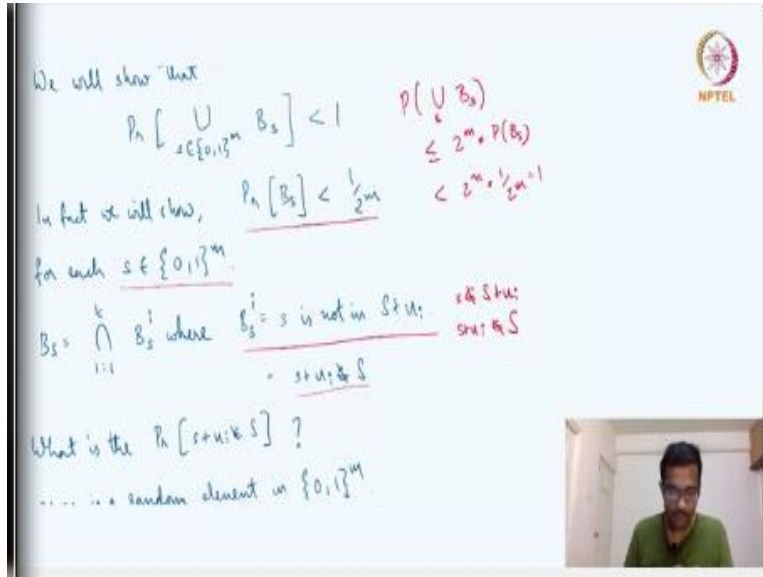 We will show that
Pr [ ∪ s∈{0,1}^m B_s ] < 1
P( ∪ B_s )
≤ 2^m · P(B_s)
< 2^m · 1/2^m = 1
In fact we will show, Pr [B_s] < 1/2^m
for each s ∈ {0,1}^m.
B_s = ∩ i=1 k B_s^i where B_s^i = s is not in S+u_i
= s+u_i ∉ S
s ∉ S+u_i
s+u_i ∉ S
What is the Pr [s+u_i ∉ S] ?
random element in {0,1}^m.
NPTEL